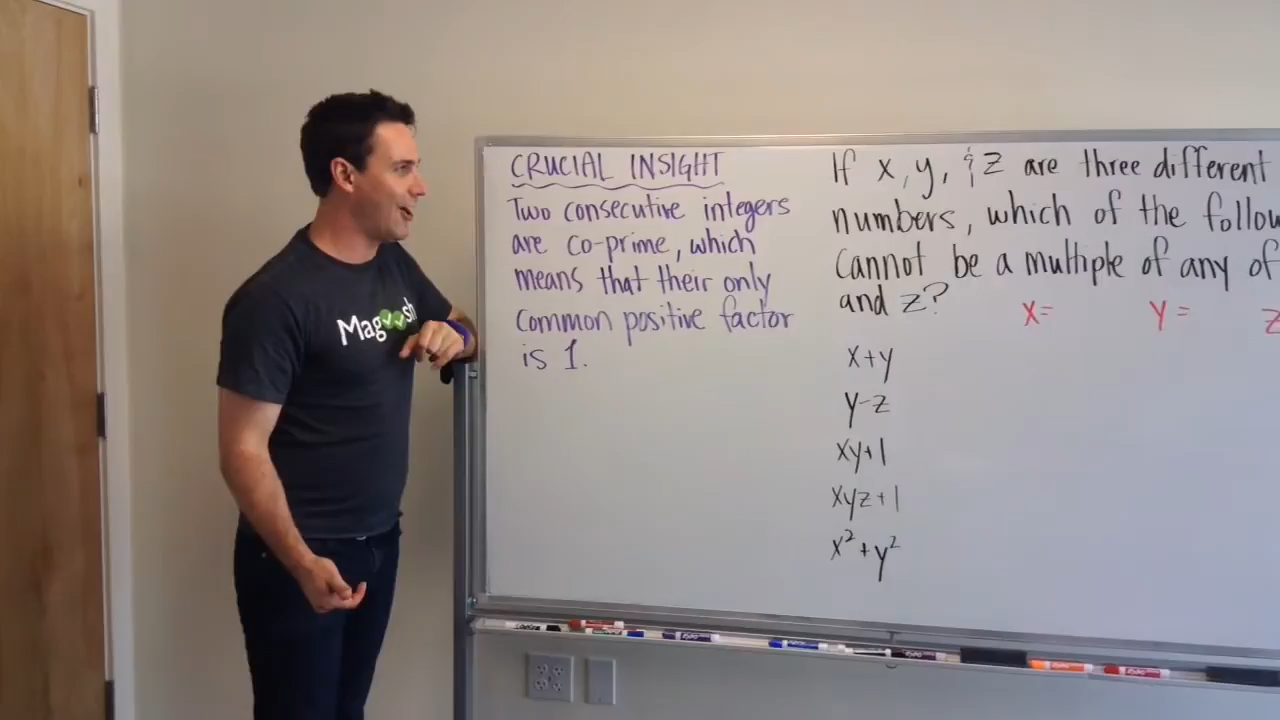 CRUCIAL INSIGHT
Two consecutive integers
are co-prime, which
means that their only
common positive factor
is 1.
If x, y, & z are three different
numbers, which of the
cannot be a multiple of any of
and z?
x= y=
x+y
y-z
xy+1
xyz+1
x²+y²
Magoosh